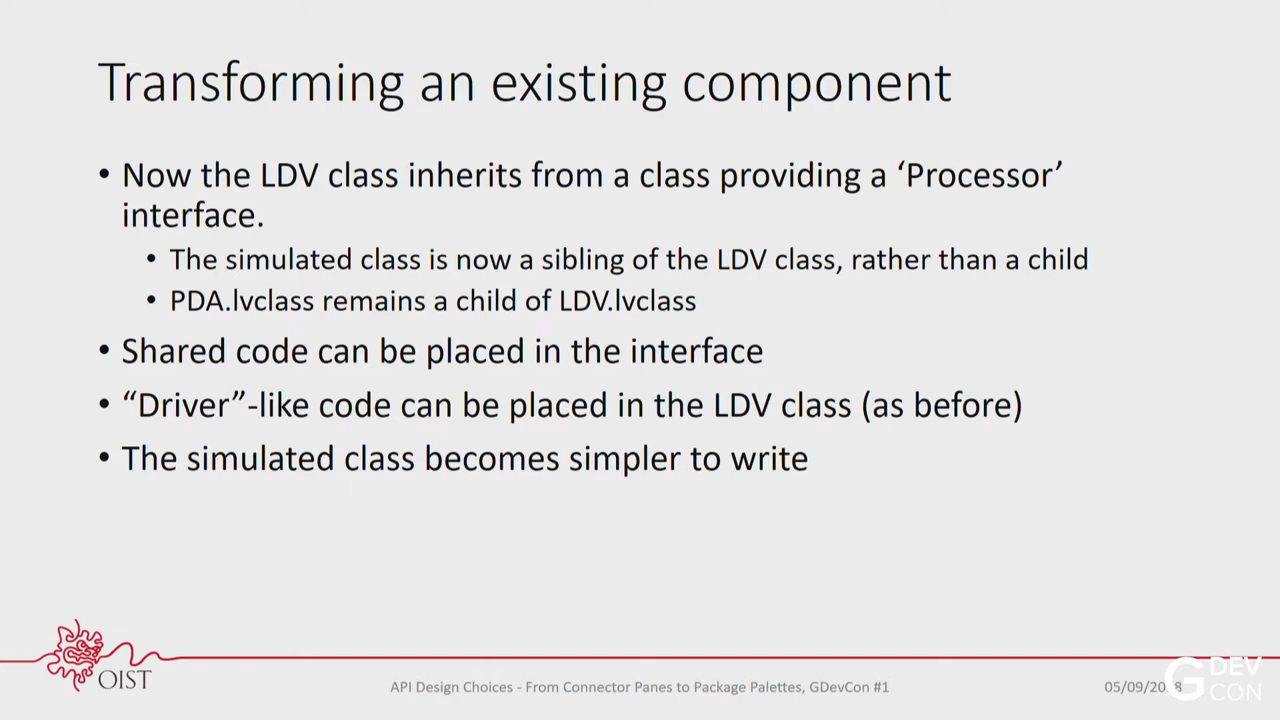 Transforming an existing component
• Now the LDV class inherits from a class providing a ‘Processor’
interface.
• The simulated class is now a sibling of the LDV class, rather than a child
• PDA.lvclass remains a child of LDV.lvclass
• Shared code can be placed in the interface
• “Driver”-like code can be placed in the LDV class (as before)
• The simulated class becomes simpler to write
OIST
API Design Choices - From Connector Panes to Package Palettes, GDevCon #1
G DEV
CON